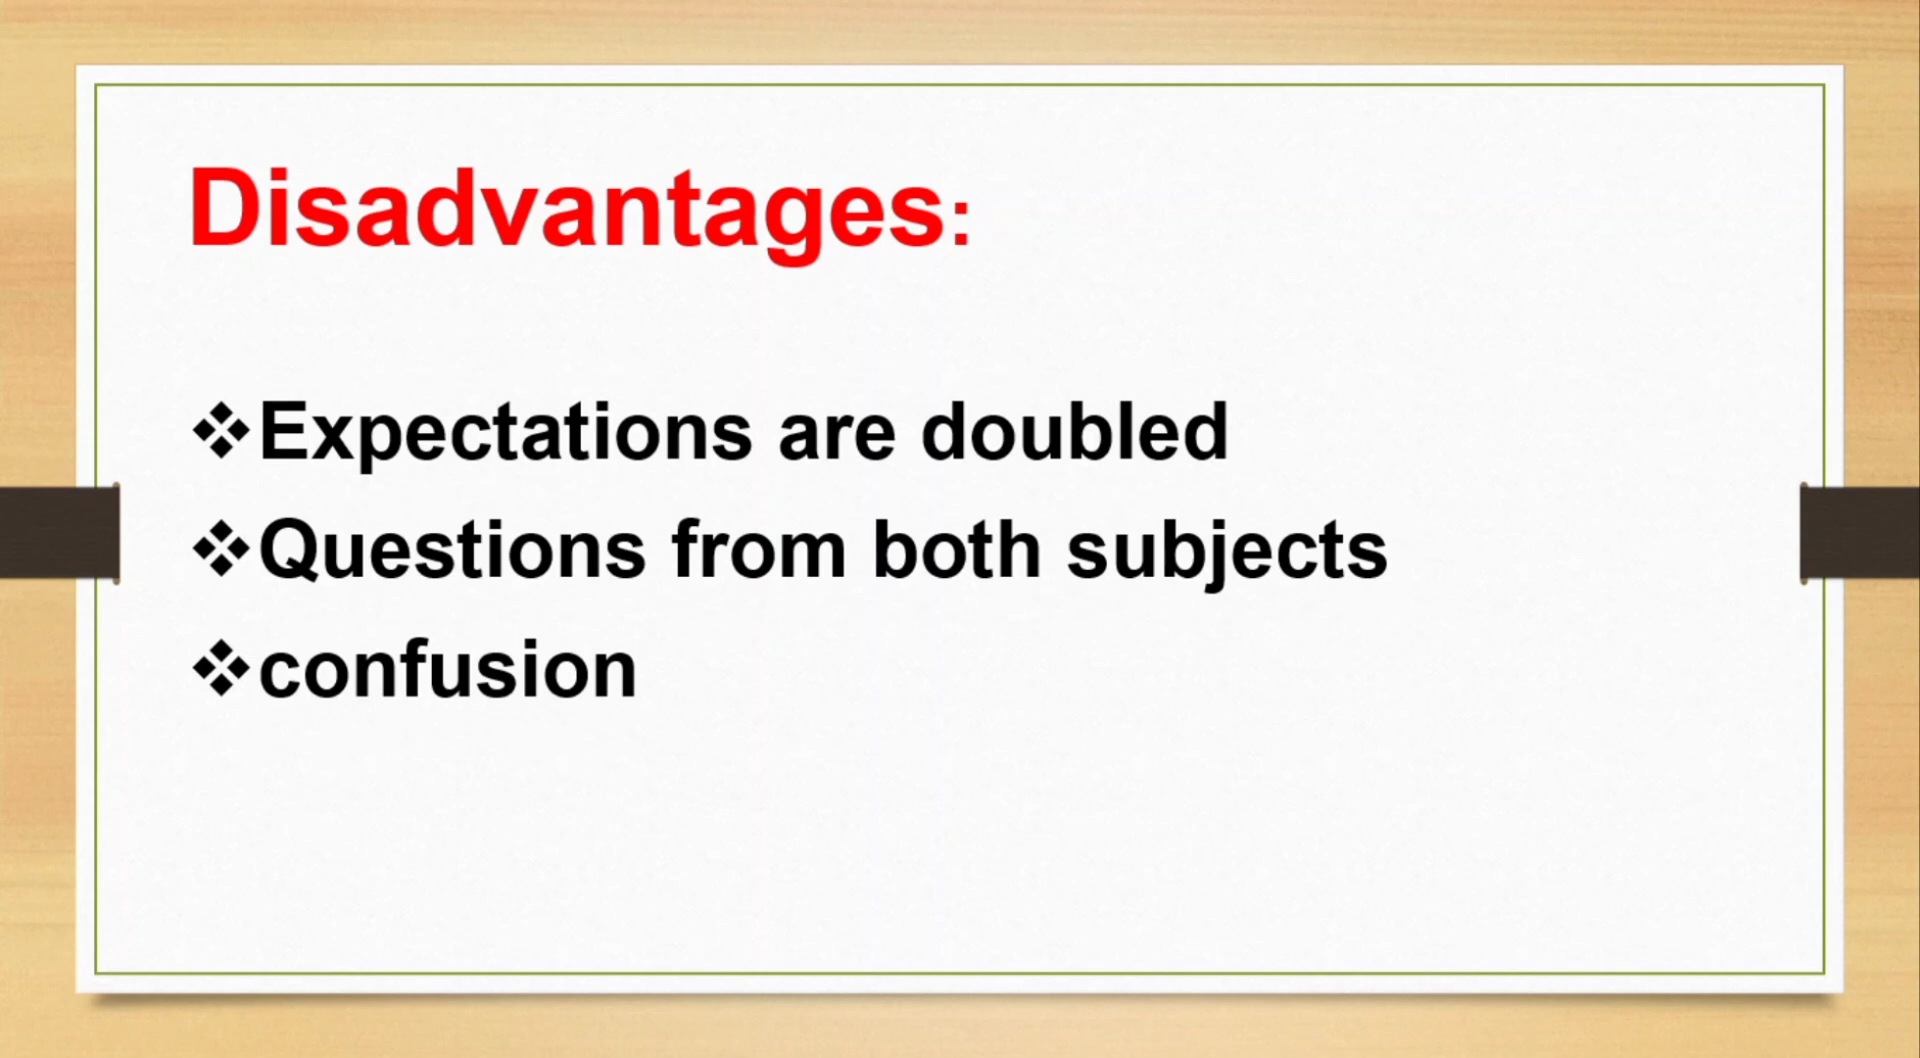 Disadvantages:
❖Expectations are doubled
❖Questions from both subjects
❖confusion